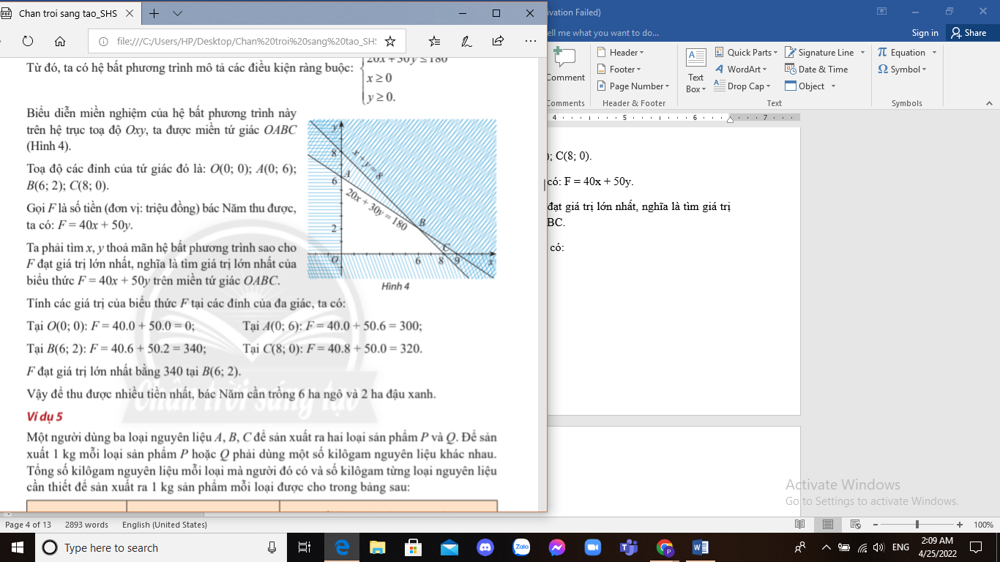 Chan troi sang tao_SHS
file:///C:/Users/HP/Desktop/Chan%20troi%20sang%20tao_SHS
Từ đó, ta có hệ bất phương trình mô tả các điều kiện ràng buộc:
20x + 30y ≤ 180
x ≥ 0
y ≥ 0.
Biểu diễn miền nghiệm của hệ bất phương trình này
trên hệ trục toạ độ Oxy, ta được miền tứ giác OABC
(Hình 4).
Toạ độ các đỉnh của tứ giác đó là: O(0; 0); A(0; 6);
B(6; 2); C(8; 0).
Gọi F là số tiền (đơn vị: triệu đồng) bác Năm thu được,
ta có: F = 40x + 50y.
Ta phải tìm x, y thoả mãn hệ bất phương trình sao cho
F đạt giá trị lớn nhất, nghĩa là tìm giá trị lớn nhất của
biểu thức F = 40x + 50y trên miền tứ giác OABC.
y
8
x + y = 8
A
6
20x + 30y = 180
B
2
C
O
6
8
9
x
Hình 4
Tính các giá trị của biểu thức F tại các đỉnh của đa giác, ta có:
Tại O(0; 0): F = 40.0 + 50.0 = 0; Tại A(0; 6): F = 40.0 + 50.6 = 300;
Tại B(6; 2): F = 40.6 + 50.2 = 340; Tại C(8; 0): F = 40.8 + 50.0 = 320.
F đạt giá trị lớn nhất bằng 340 tại B(6; 2).
Vậy để thu được nhiều tiền nhất, bác Năm cần trồng 6 ha ngô và 2 ha đậu xanh.
Chân trời sáng tạo
Ví dụ 5
Một người dùng ba loại nguyên liệu A, B, C để sản xuất ra hai loại sản phẩm P và Q. Để sản
xuất 1 kg mỗi loại sản phẩm P hoặc Q phải dùng một số kilôgam nguyên liệu khác nhau.
Tổng số kilôgam nguyên liệu mỗi loại mà người đó có và số kilôgam từng loại nguyên liệu
cần thiết để sản xuất ra 1 kg sản phẩm mỗi loại được cho trong bảng sau:
ivation Failed)
ell me what you want to do...
Sign in
Share
Comment
Comments
Header
Footer
Page Number
Header & Footer
Text
Box
Quick Parts
WordArt
Drop Cap
Signature Line
Date & Time
Object
Text
Equation
Symbol
Symbols
4 5 6 7
); C(8; 0).
có: F = 40x + 50y.
đạt giá trị lớn nhất, nghĩa là tìm giá trị
BC.
có:
Activate Windows
Go to Settings to activate Windows.
Page 4 of 13
2893 words
English (United States)
100%
Type here to search
Zalo
ENG
2:09 AM
4/25/2022